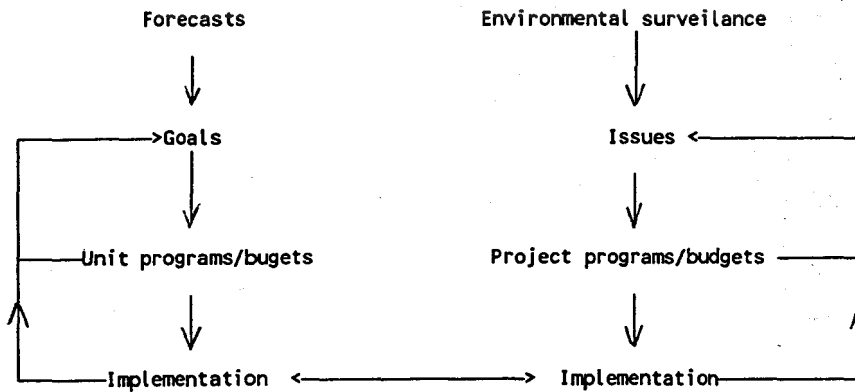 Forecasts
Environmental surveilance
Goals
Issues
Unit programs/bugets
Project programs/budgets
Implementation
Implementation